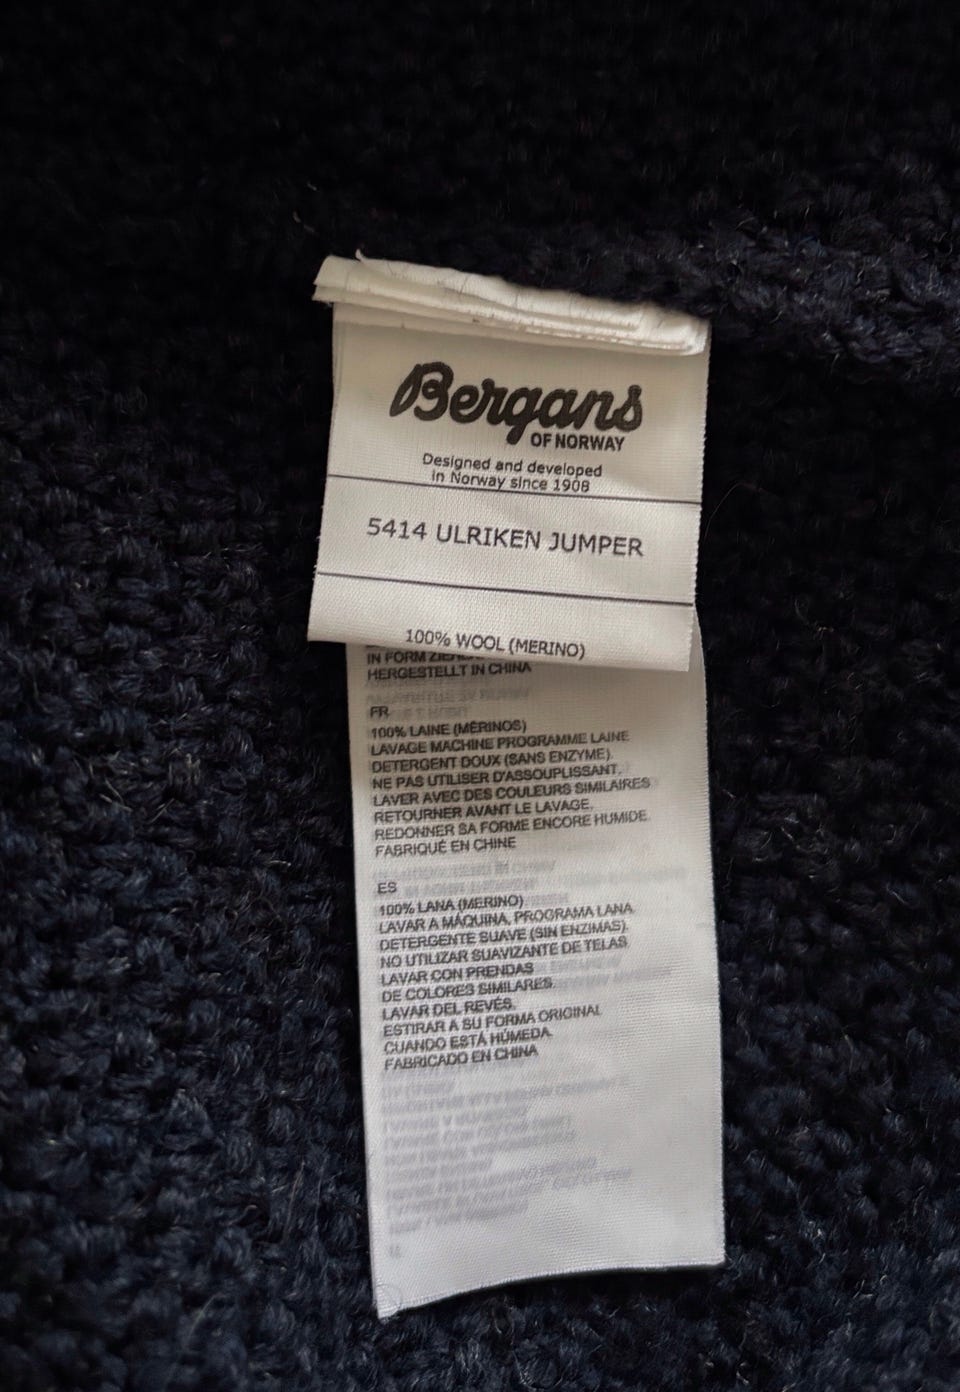 Bergans
OF NORWAY
Designed and developed
in Norway since 1908
5414 ULRIKEN JUMPER
100% WOOL (MERINO)
IN FORM
HERGESTELLT IN CHINA
FR
100% LAINE (MÉRINOS)
LAVAGE MACHINE PROGRAMME LAINE
DETERGENT DOUX (SANS ENZYME).
NE PAS UTILISER D'ASSOUPLISSANT.
LAVER AVEC DES COULEURS SIMILAIRES
RETOURNER AVANT LE LAVAGE.
REDONNER SA FORME ENCORE HUMIDE.
FABRIQUÉ EN CHINE
ES
100% LANA (MERINO)
LAVAR A MÁQUINA, PROGRAMA LANA.
DETERGENTE SUAVE (SIN ENZIMAS).
NO UTILIZAR SUAVIZANTE DE TELAS
LAVAR CON PRENDAS
DE COLORES SIMILARES.
LAVAR DEL REVÉS.
ESTIRAR A SU FORMA ORIGINAL
CUANDO ESTÁ HÚMEDA.
FABRICADO EN CHINA